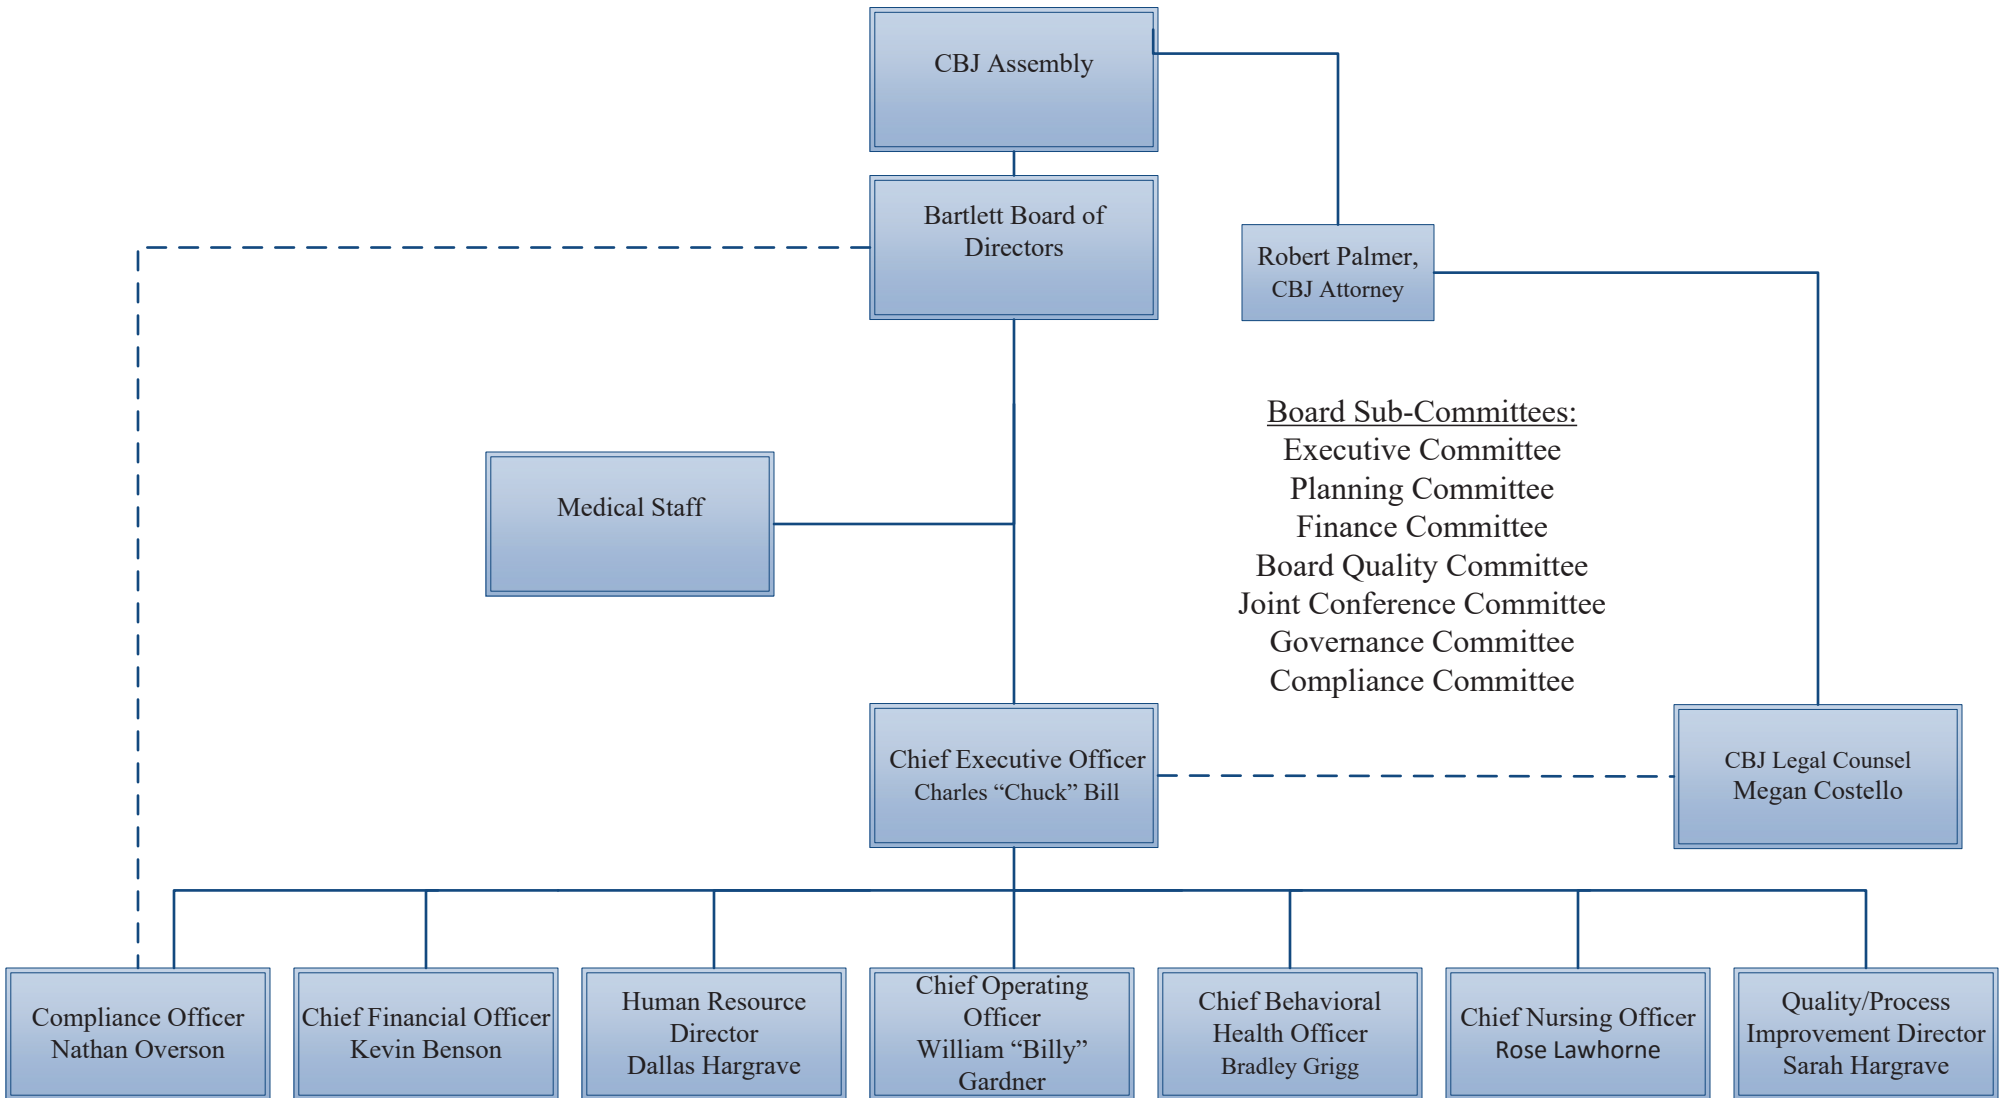 CBJ Assembly
Bartlett Board of
Directors
Robert Palmer,
CBJ Attorney
Board Sub-Committees:
Executive Committee
Planning Committee
Finance Committee
Board Quality Committee
Joint Conference Committee
Governance Committee
Compliance Committee
Medical Staff
Chief Executive Officer
Charles “Chuck” Bill
CBJ Legal Counsel
Megan Costello
Compliance Officer
Nathan Overson
Chief Financial Officer
Kevin Benson
Human Resource
Director
Dallas Hargrave
Chief Operating
Officer
William “Billy”
Gardner
Chief Behavioral
Health Officer
Bradley Grigg
Chief Nursing Officer
Rose Lawhorne
Quality/Process
Improvement Director
Sarah Hargrave